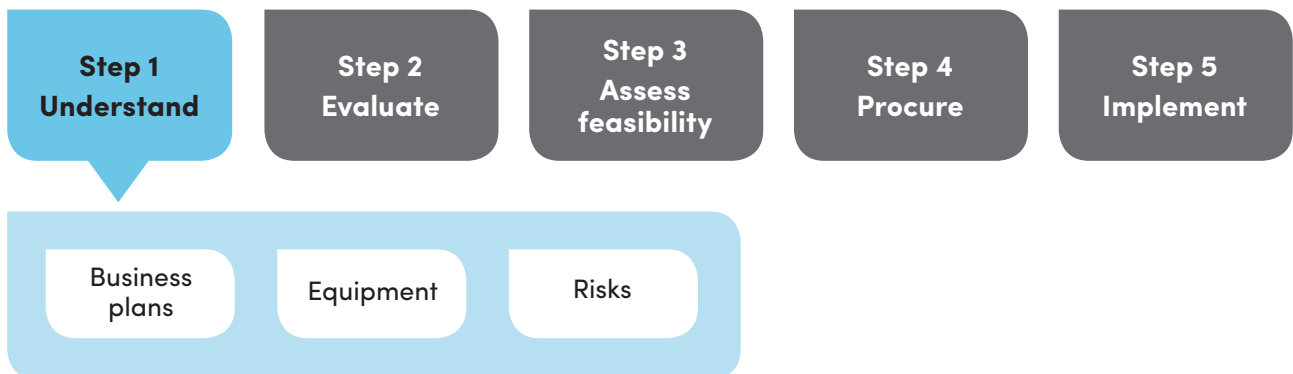 Step 1
Understand
Step 2
Evaluate
Step 3
Assess
feasibility
Step 4
Procure
Step 5
Implement
Business
plans
Equipment
Risks